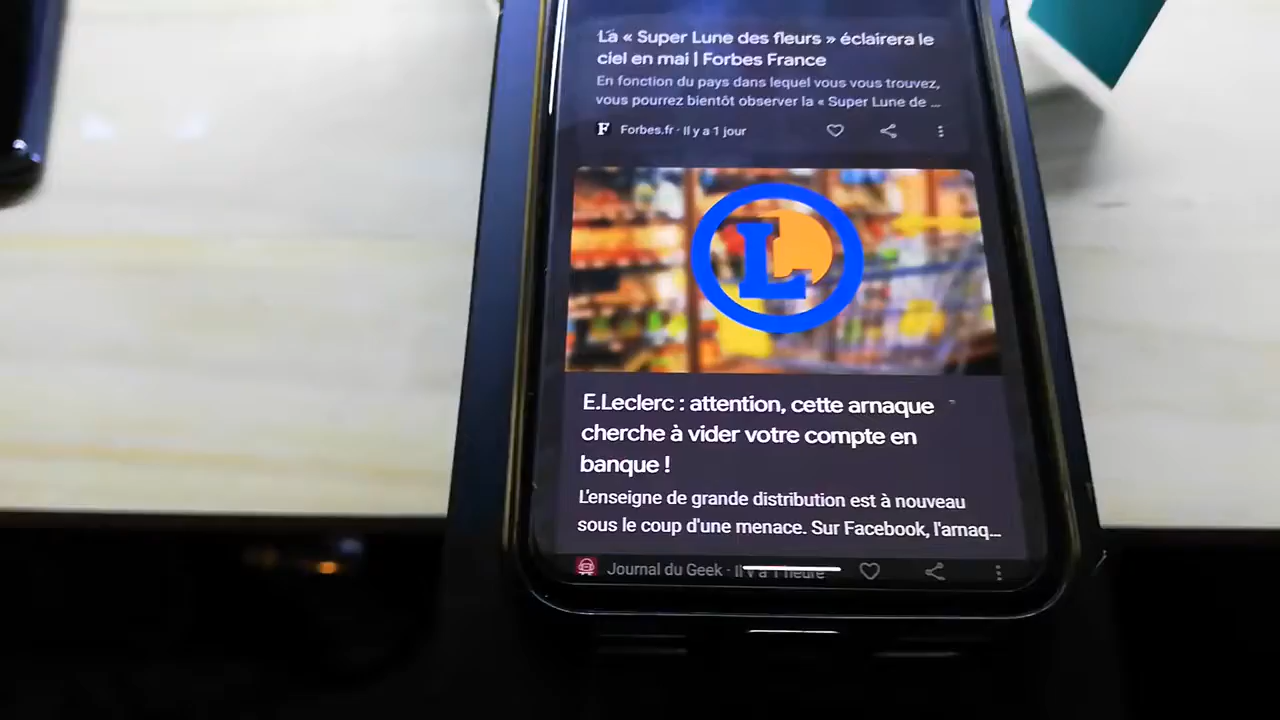 La « Super Lune des fleurs » éclairera le
ciel en mai | Forbes France
En fonction du pays dans lequel vous vous trouvez,
vous pourrez bientôt observer la « Super Lune de ...
F Forbes.fr · Il y a 1 jour
L
E.Leclerc : attention, cette arnaque
cherche à vider votre compte en
banque !
L'enseigne de grande distribution est à nouveau
sous le coup d'une menace. Sur Facebook, l'arnaq...
Journal du Geek · Il y a 1 heure